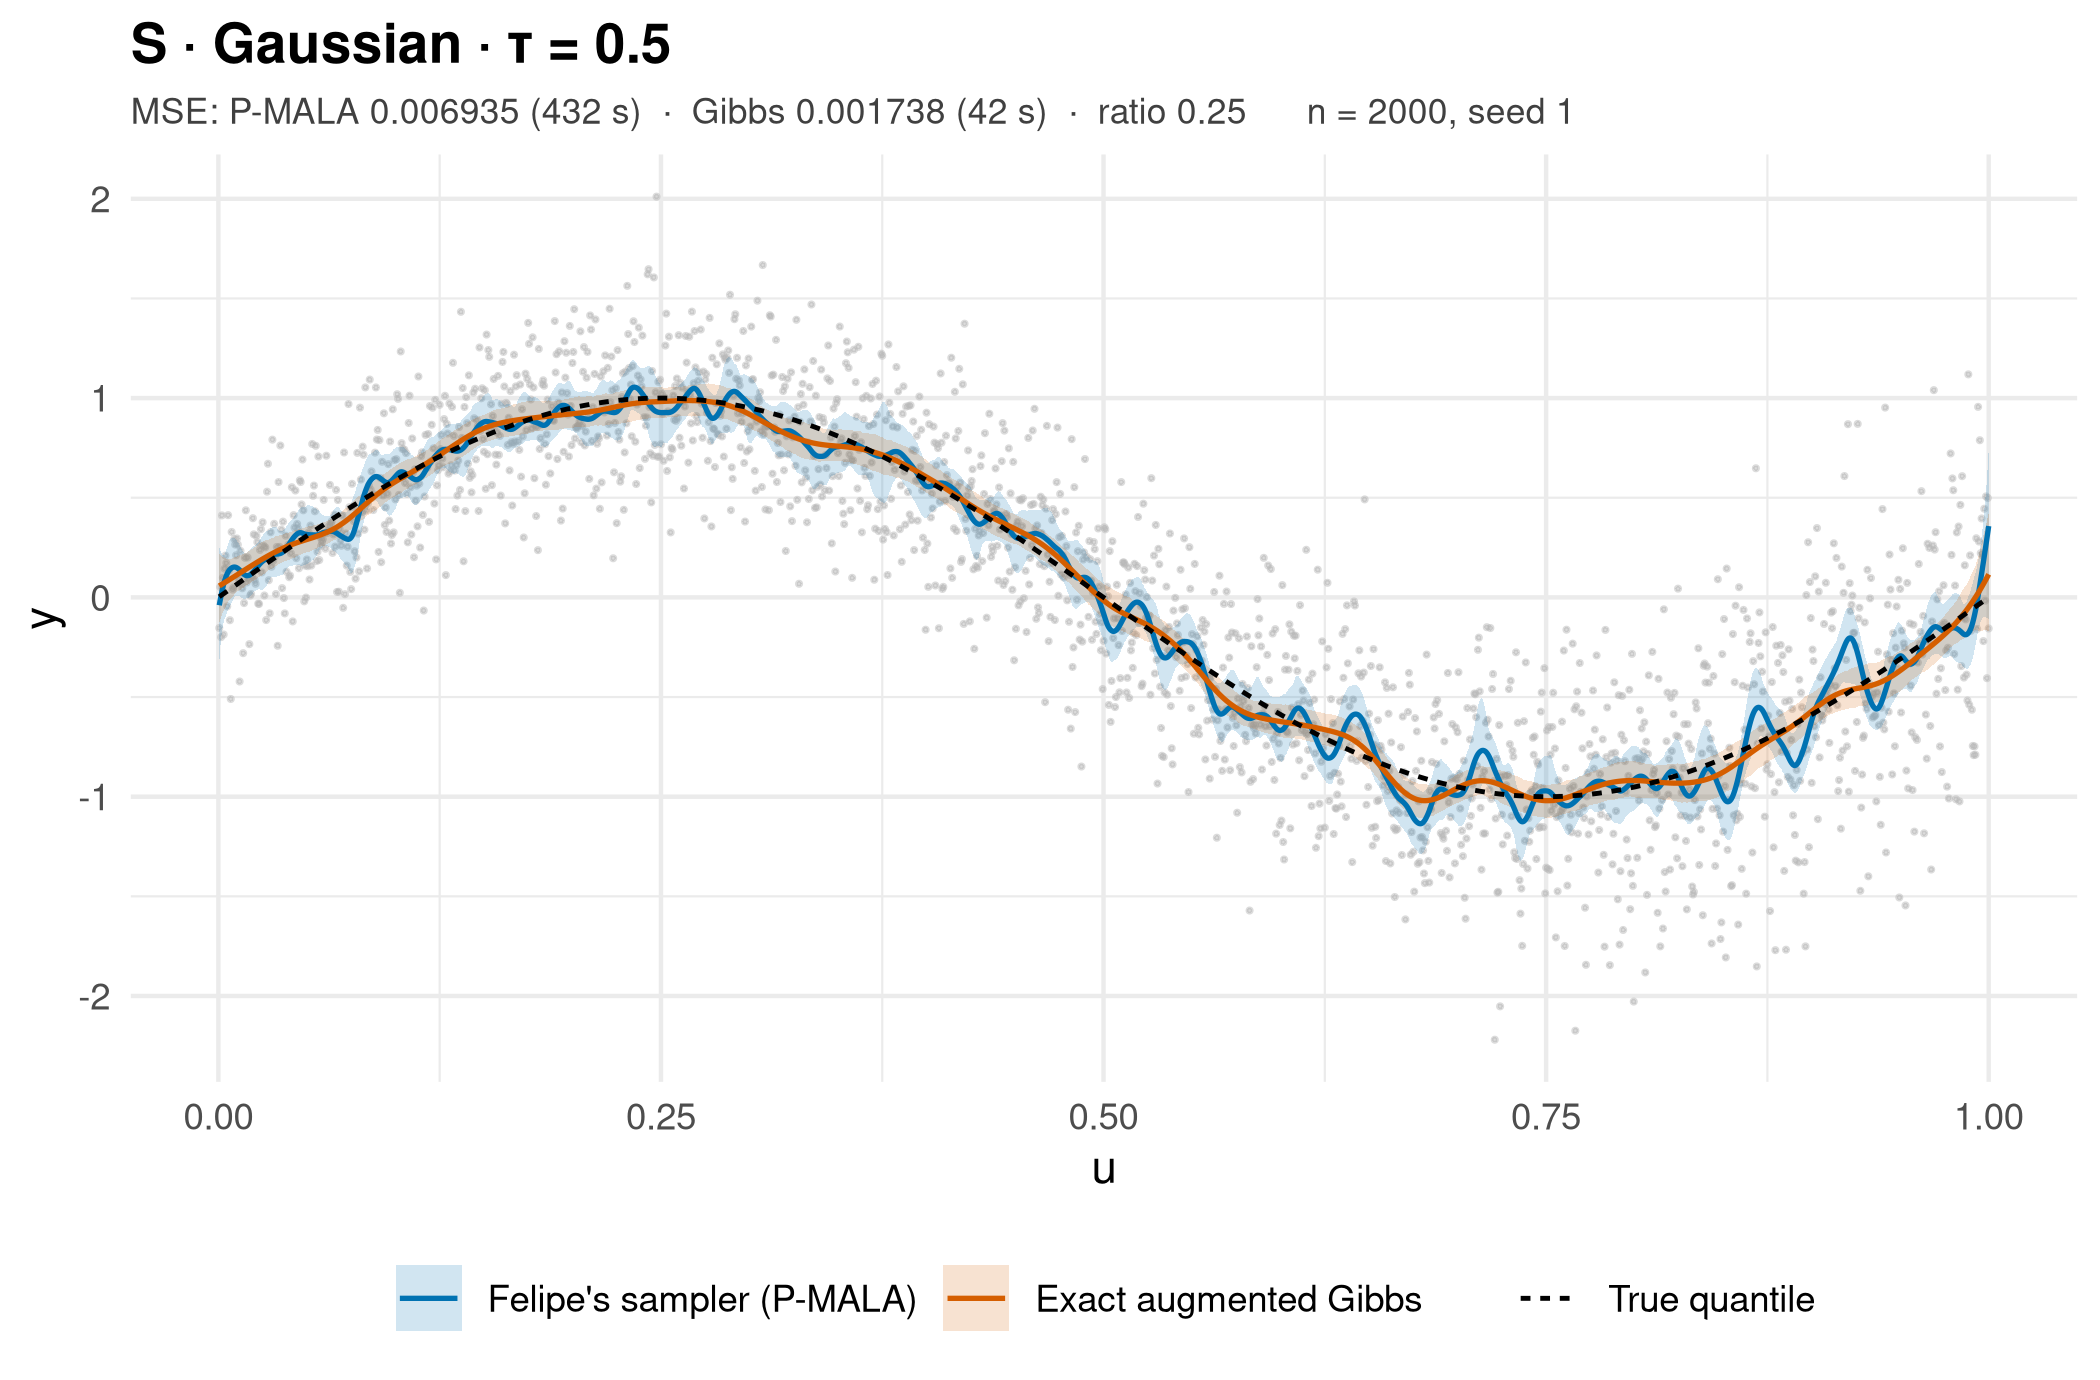 S · Gaussian · τ = 0.5
MSE: P-MALA 0.006935 (432 s) · Gibbs 0.001738 (42 s) · ratio 0.25 n = 2000, seed 1
2
1
0
-1
-2
y
0.00 0.25 0.50 0.75 1.00
u
Felipe's sampler (P-MALA) Exact augmented Gibbs True quantile